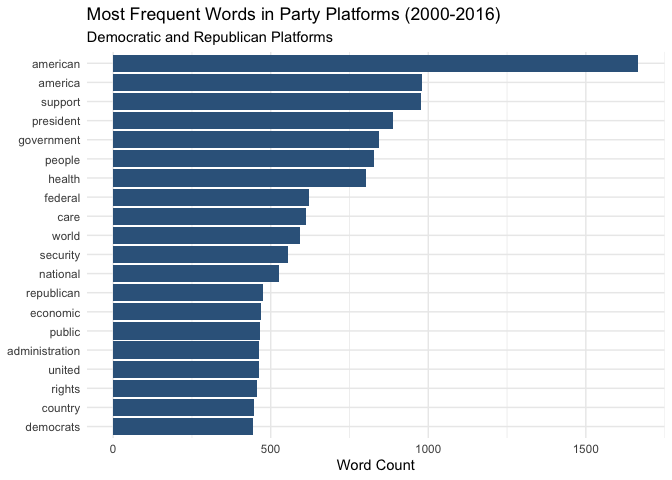 Most Frequent Words in Party Platforms (2000-2016)
Democratic and Republican Platforms
american
america
support
president
government
people
health
federal
care
world
security
national
republican
economic
public
administration
united
rights
country
democrats
0 500 1000 1500
Word Count